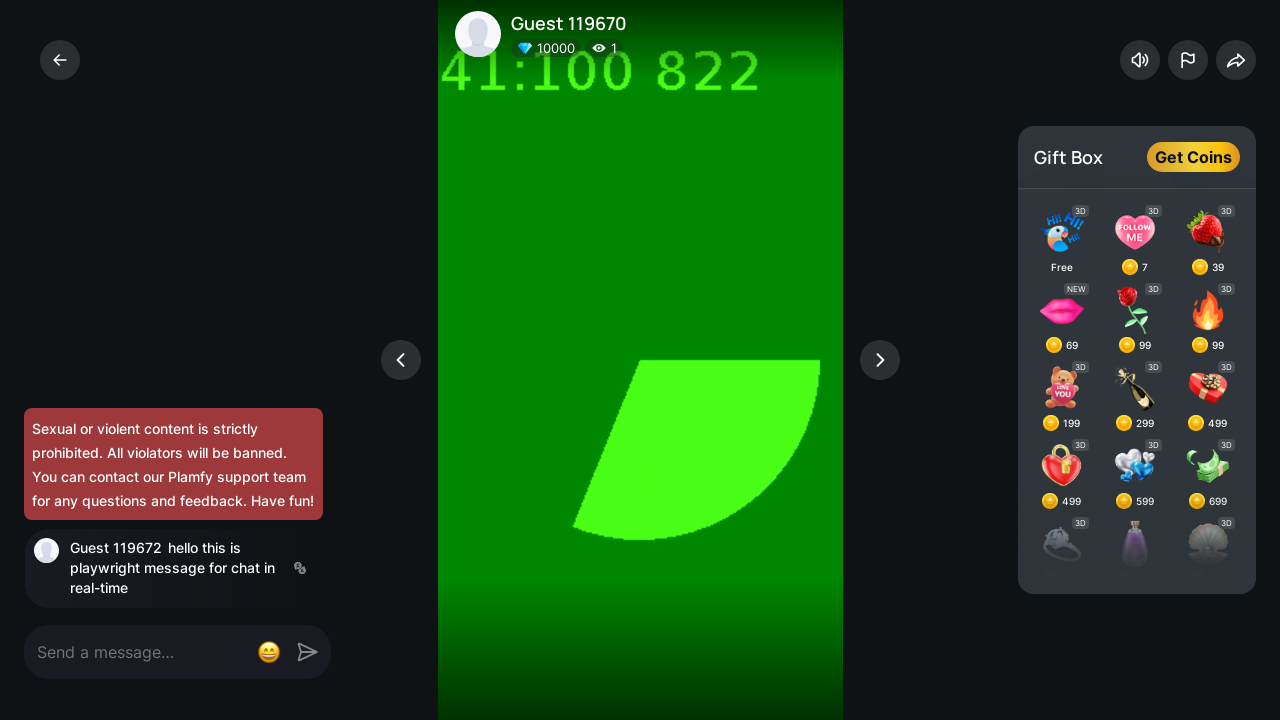 Guest 119670
10000
1
41:100 822
Gift Box
Get Coins
3D
3D
3D
HI! HI! HI! HI!
FOLLOW ME
Free
7
39
NEW
3D
3D
69
99
99
3D
3D
3D
LOVE YOU
199
299
499
3D
3D
3D
499
599
699
3D
3D
Sexual or violent content is strictly
prohibited. All violators will be banned.
You can contact our Plamfy support team
for any questions and feedback. Have fun!
Guest 119672 hello this is
playwright message for chat in
real-time
Send a message...